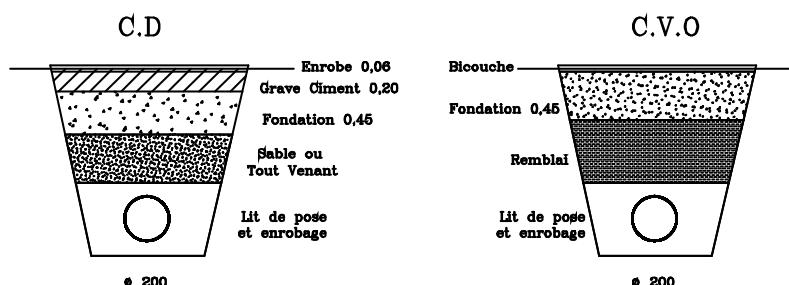 C.D
Enrobe 0,06
Grave Ciment 0,20
Fondation 0,45
Sable ou
Tout Venant
Lit de pose
et enrobage
ø 200
C.V.O
Bicouche
Fondation 0,45
Remblai
Lit de pose
et enrobage
ø 200